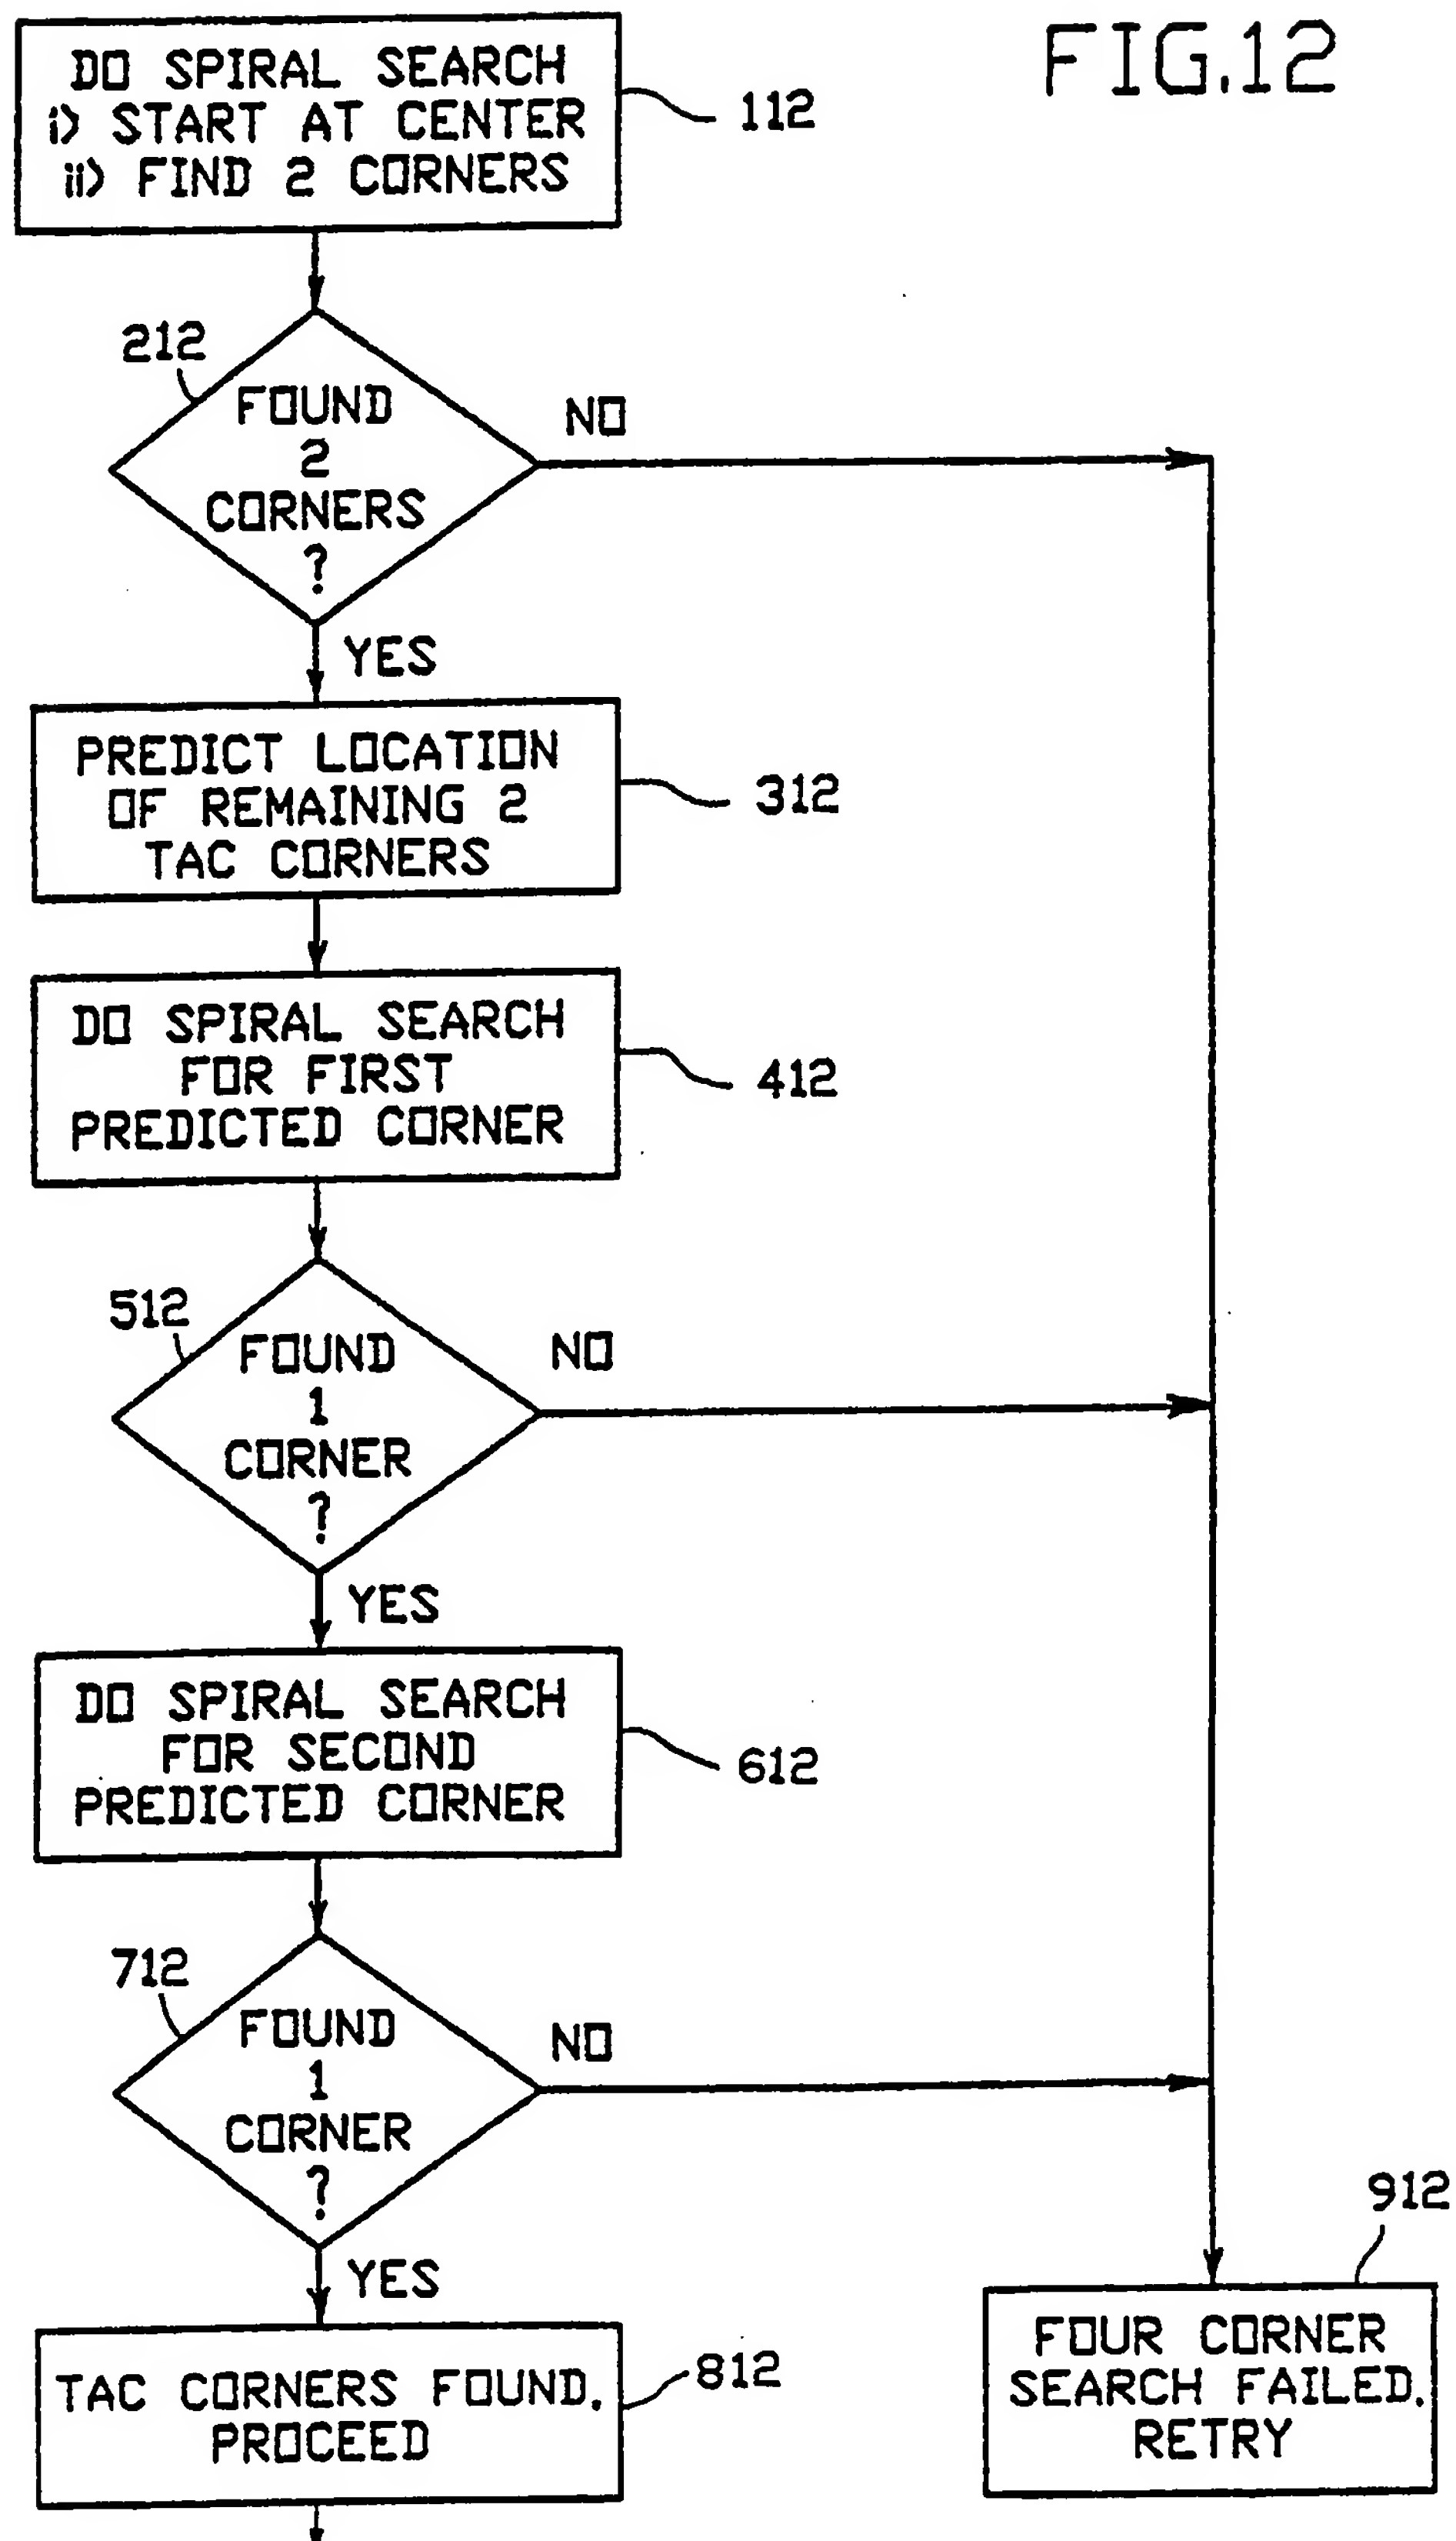 FIG.12
DO SPIRAL SEARCH
i) START AT CENTER
ii) FIND 2 CORNERS
112
212
FOUND
2
CORNERS
?
NO
YES
PREDICT LOCATION
OF REMAINING 2
TAC CORNERS
312
DO SPIRAL SEARCH
FOR FIRST
PREDICTED CORNER
412
512
FOUND
1
CORNER
?
NO
YES
DO SPIRAL SEARCH
FOR SECOND
PREDICTED CORNER
612
712
FOUND
1
CORNER
?
NO
YES
TAC CORNERS FOUND.
PROCEED
812
912
FOUR CORNER
SEARCH FAILED.
RETRY